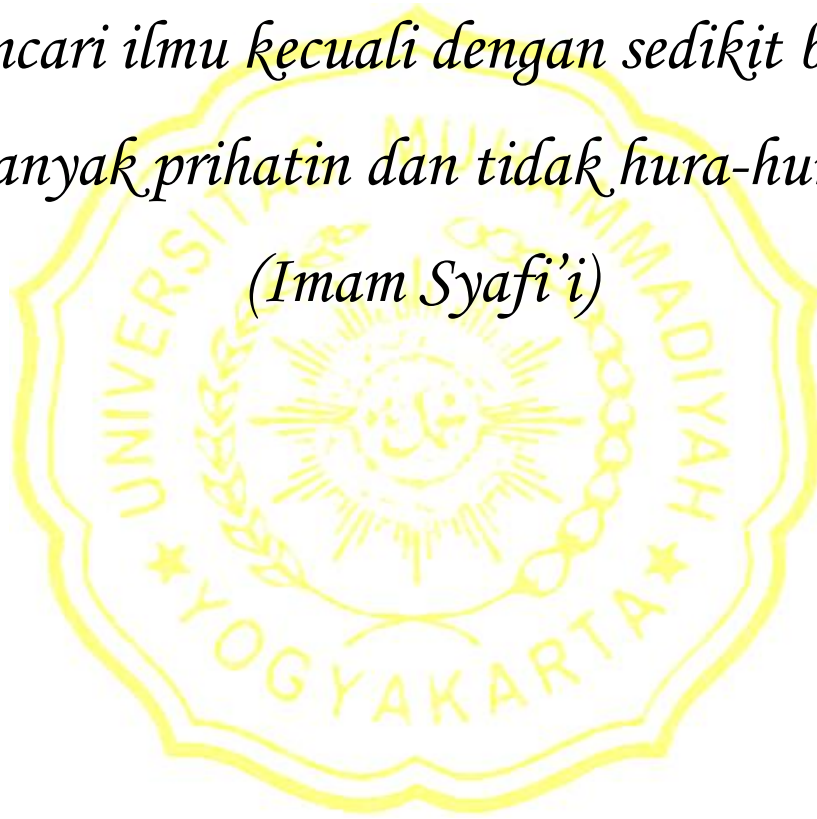 ncari ilmu kecuali dengan sedikit b
anyak prihatin dan tidak hura-hu
(Imam Syafi’i)
UNIVERSITAS MUHAMMADIYAH
YOGYAKARTA